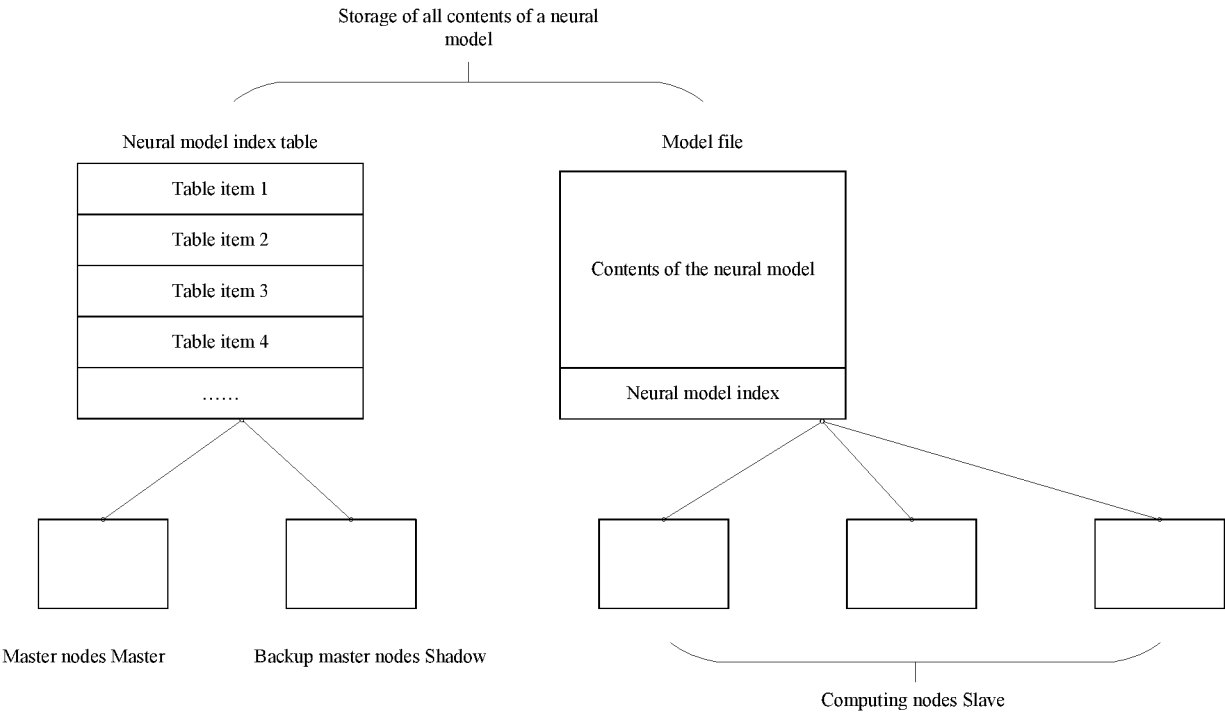 Storage of all contents of a neural
model
Neural model index table
Model file
Table item 1
Table item 2
Table item 3
Table item 4
……
Contents of the neural model
Neural model index
Master nodes Master
Backup master nodes Shadow
Computing nodes Slave